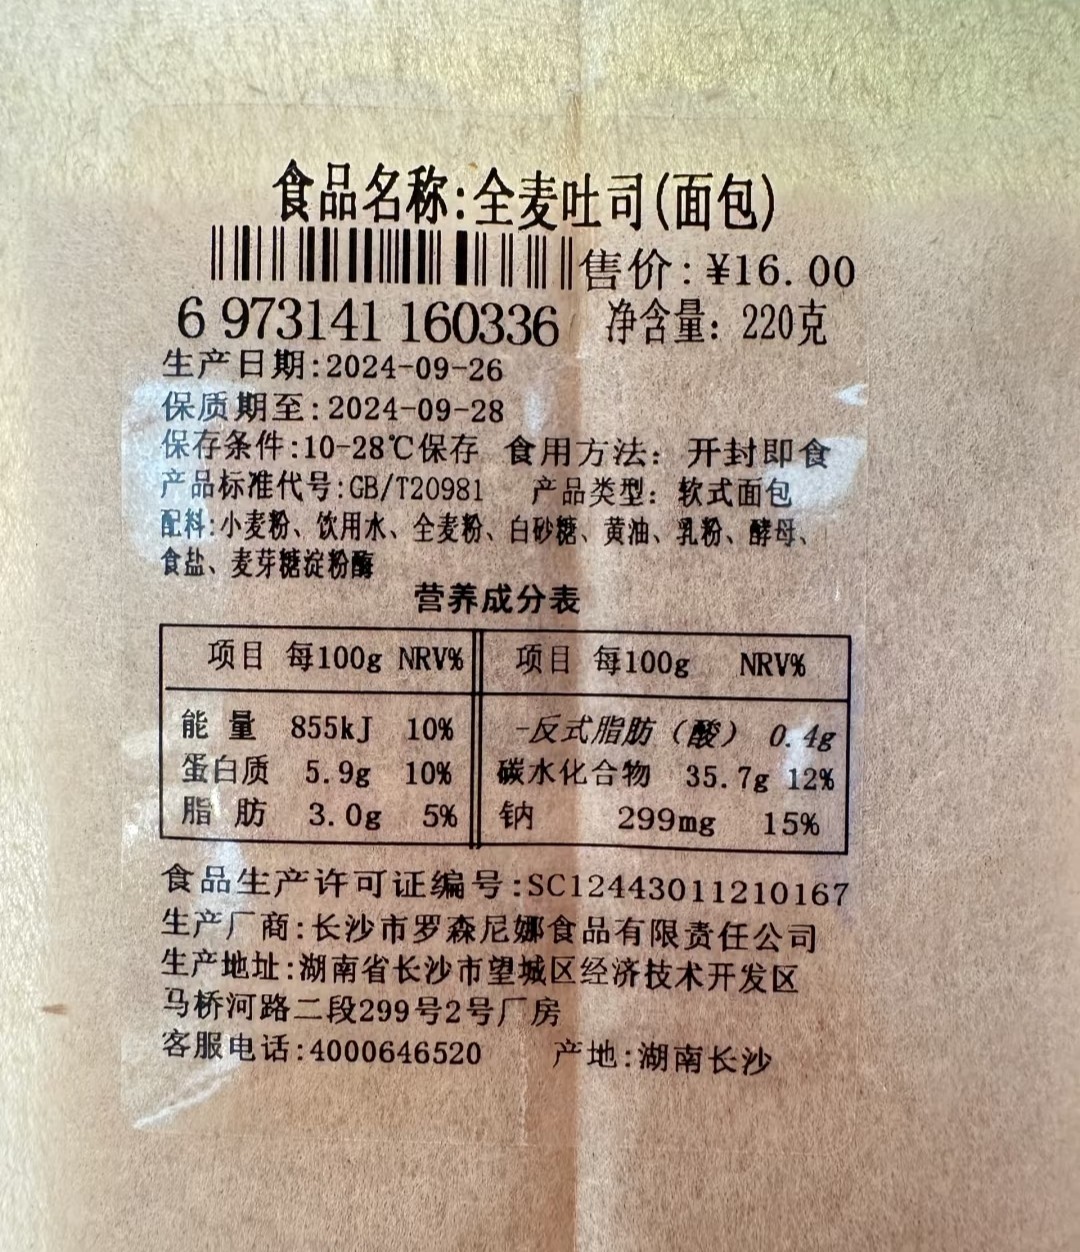 食品名称:全麦吐司(面包)
售价:¥16.00
6 973141 160336 净含量: 220克
生产日期:2024-09-26
保质期至:2024-09-28
保存条件:10-28℃保存 食用方法: 开封即食
产品标准代号:GB/T20981 产品类型: 软式面包
配料:小麦粉、饮用水、全麦粉、白砂糖、黄油、乳粉、酵母、
食盐、麦芽糖淀粉酶
营养成分表
项目 每100g NRV% 项目 每100g NRV%
能 量 855kJ 10% -反式脂肪(酸) 0.4g
蛋白质 5.9g 10% 碳水化合物 35.7g 12%
脂 肪 3.0g 5% 钠 299mg 15%
食品生产许可证编号:SC12443011210167
生产厂商:长沙市罗森尼娜食品有限责任公司
生产地址:湖南省长沙市望城区经济技术开发区
马桥河路二段299号2号厂房
客服电话:4000646520 产地:湖南长沙